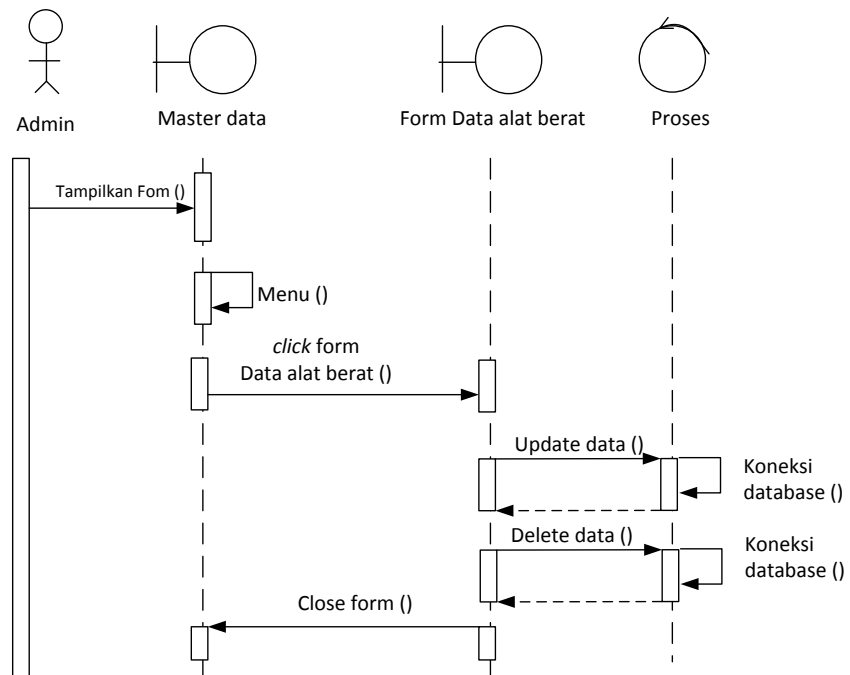 Admin
Master data
Form Data alat berat
Proses
Tampilkan Fom ()
Menu ()
click form
Data alat berat ()
Update data ()
Koneksi
database ()
Delete data ()
Koneksi
database ()
Close form ()